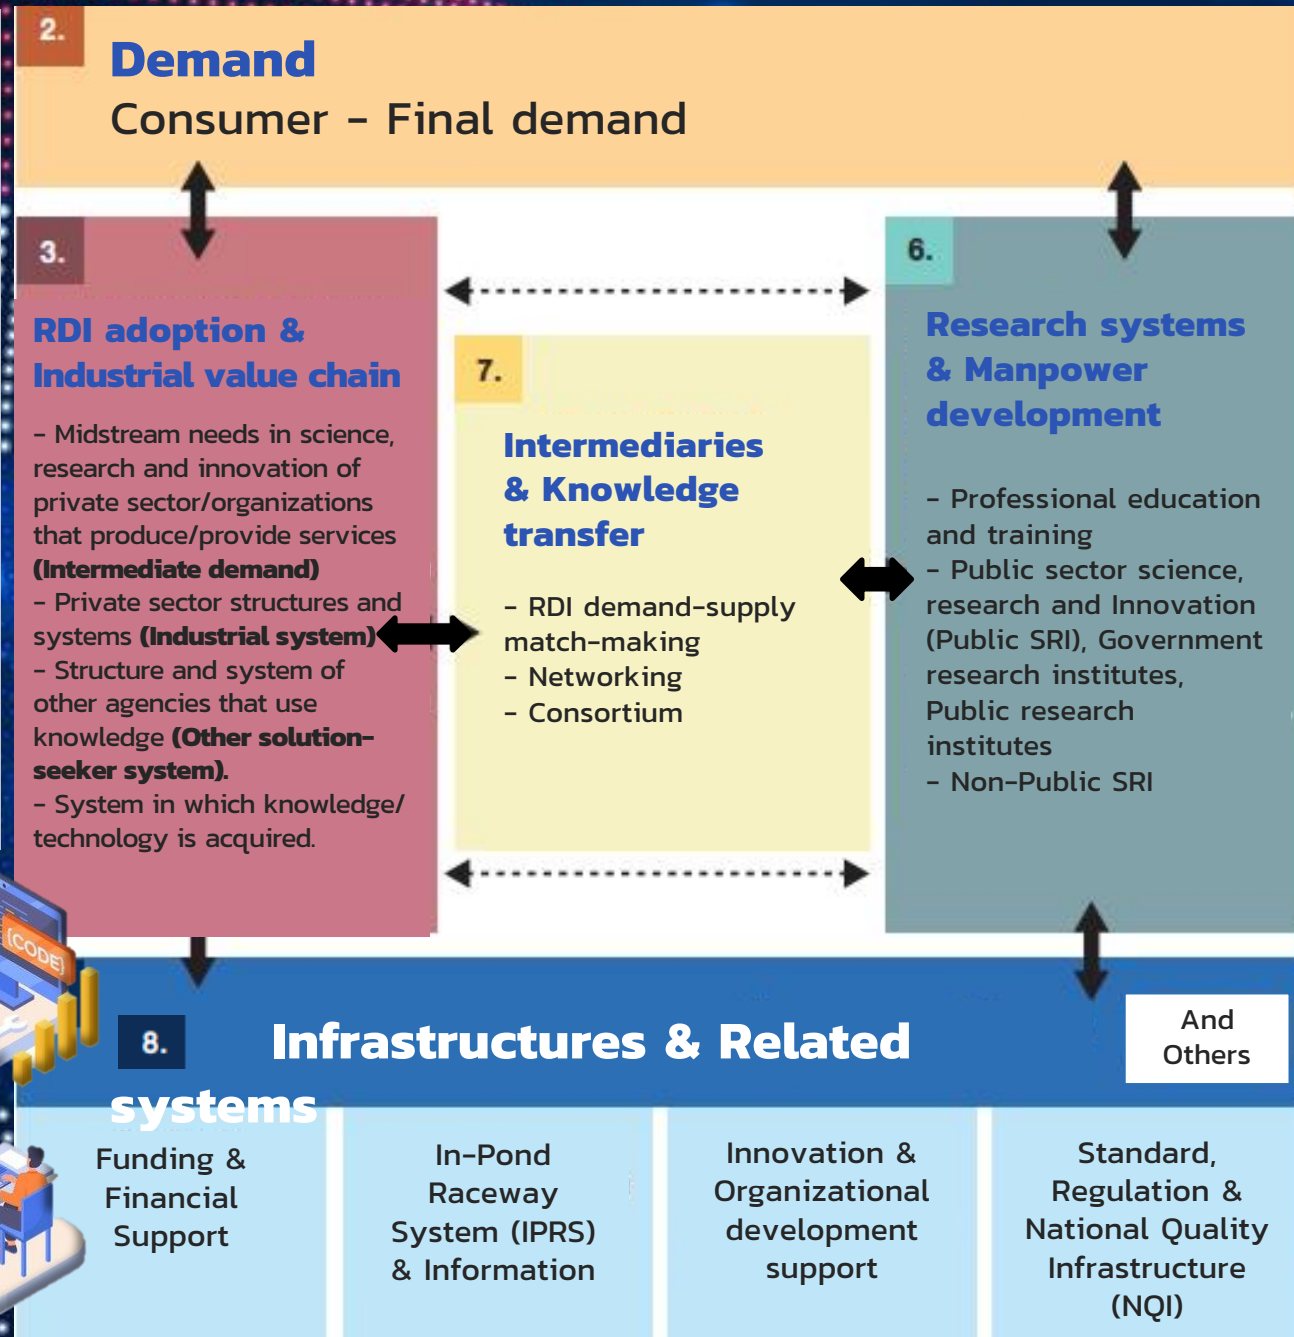 2.
Demand
Consumer - Final demand
3.
RDI adoption &
Industrial value chain
- Midstream needs in science,
research and innovation of
private sector/organizations
that produce/provide services
(Intermediate demand)
- Private sector structures and
systems (Industrial system)
- Structure and system of
other agencies that use
knowledge (Other solution-
seeker system).
- System in which knowledge/
technology is acquired.
7.
Intermediaries
& Knowledge
transfer
- RDI demand-supply
match-making
- Networking
- Consortium
6.
Research systems
& Manpower
development
- Professional education
and training
- Public sector science,
research and Innovation
(Public SRI), Government
research institutes,
Public research
institutes
- Non-Public SRI
{CODE}
8.
Infrastructures & Related
systems
And
Others
Funding &
Financial
Support
In-Pond
Raceway
System (IPRS)
& Information
Innovation &
Organizational
development
support
Standard,
Regulation &
National Quality
Infrastructure
(NQI)